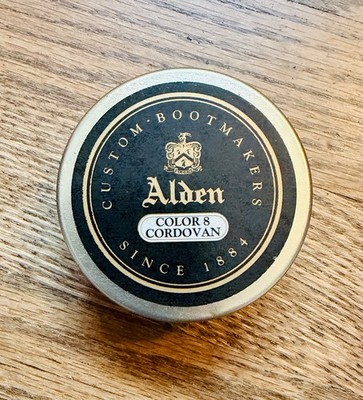 CUSTOM · BOOTMAKERS
Alden
COLOR 8
CORDOVAN
SINCE 1884